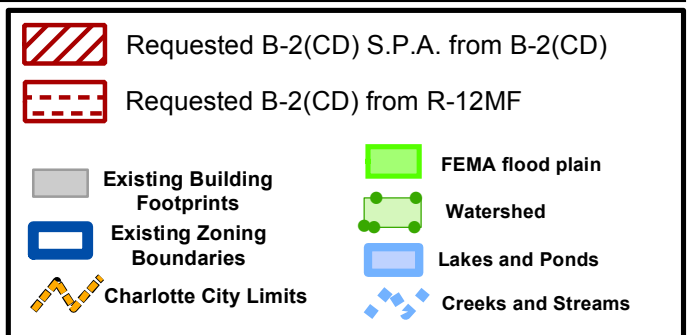 Requested B-2(CD) S.P.A. from B-2(CD)
Requested B-2(CD) from R-12MF
Existing Building
Footprints
Existing Zoning
Boundaries
Charlotte City Limits
FEMA flood plain
Watershed
Lakes and Ponds
Creeks and Streams